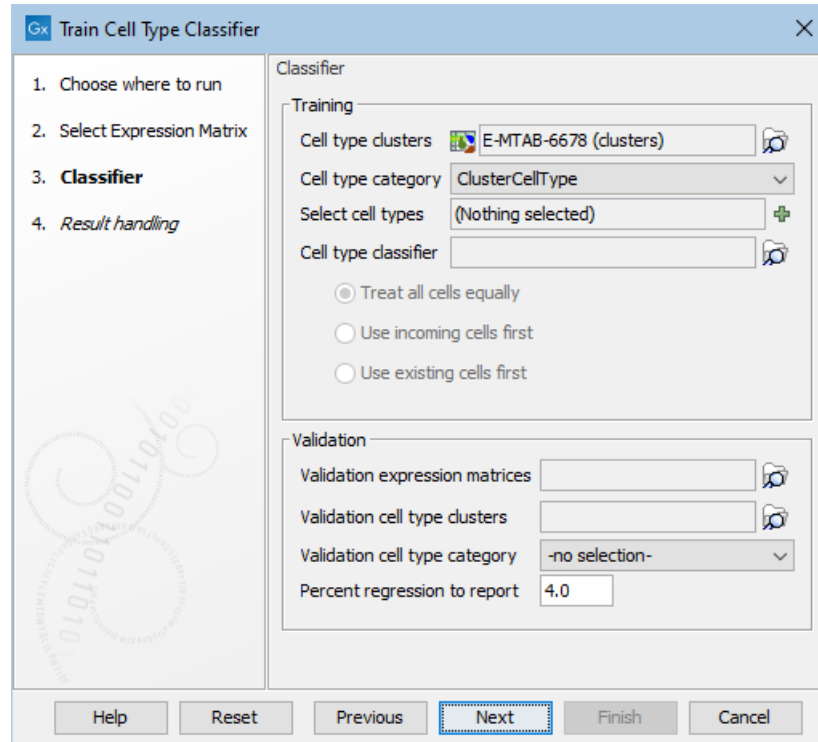 Gx Train Cell Type Classifier
1. Choose where to run
2. Select Expression Matrix
3. Classifier
4. Result handling
Classifier
Training
Cell type clusters E-MTAB-6678 (clusters)
Cell type category ClusterCellType
Select cell types (Nothing selected)
Cell type classifier
Treat all cells equally
Use incoming cells first
Use existing cells first
Validation
Validation expression matrices
Validation cell type clusters
Validation cell type category -no selection-
Percent regression to report 4.0
Help Reset Previous Next Finish Cancel